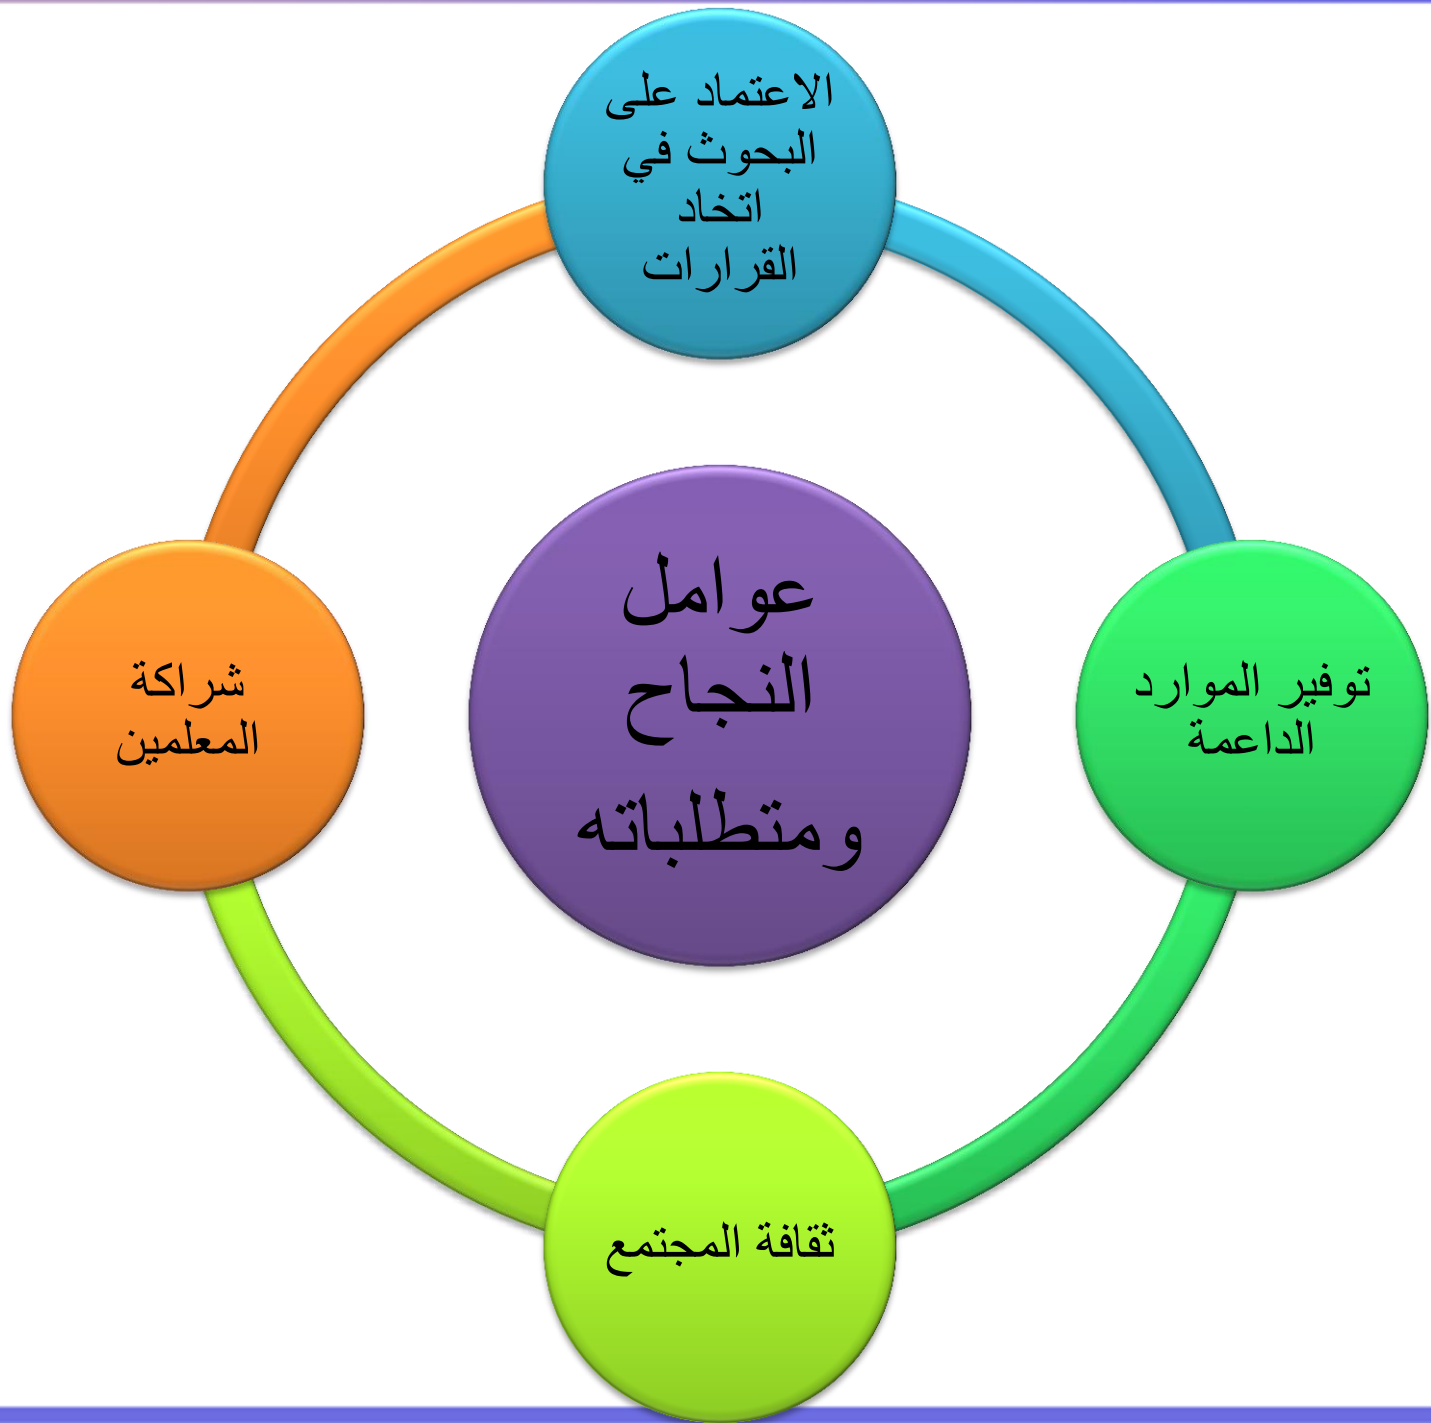 الاعتماد على
البحوث في
اتخاد
القرارات
عوامل
النجاح
ومتطلباته
توفير الموارد
الداعمة
شراكة
المعلمين
ثقافة المجتمع